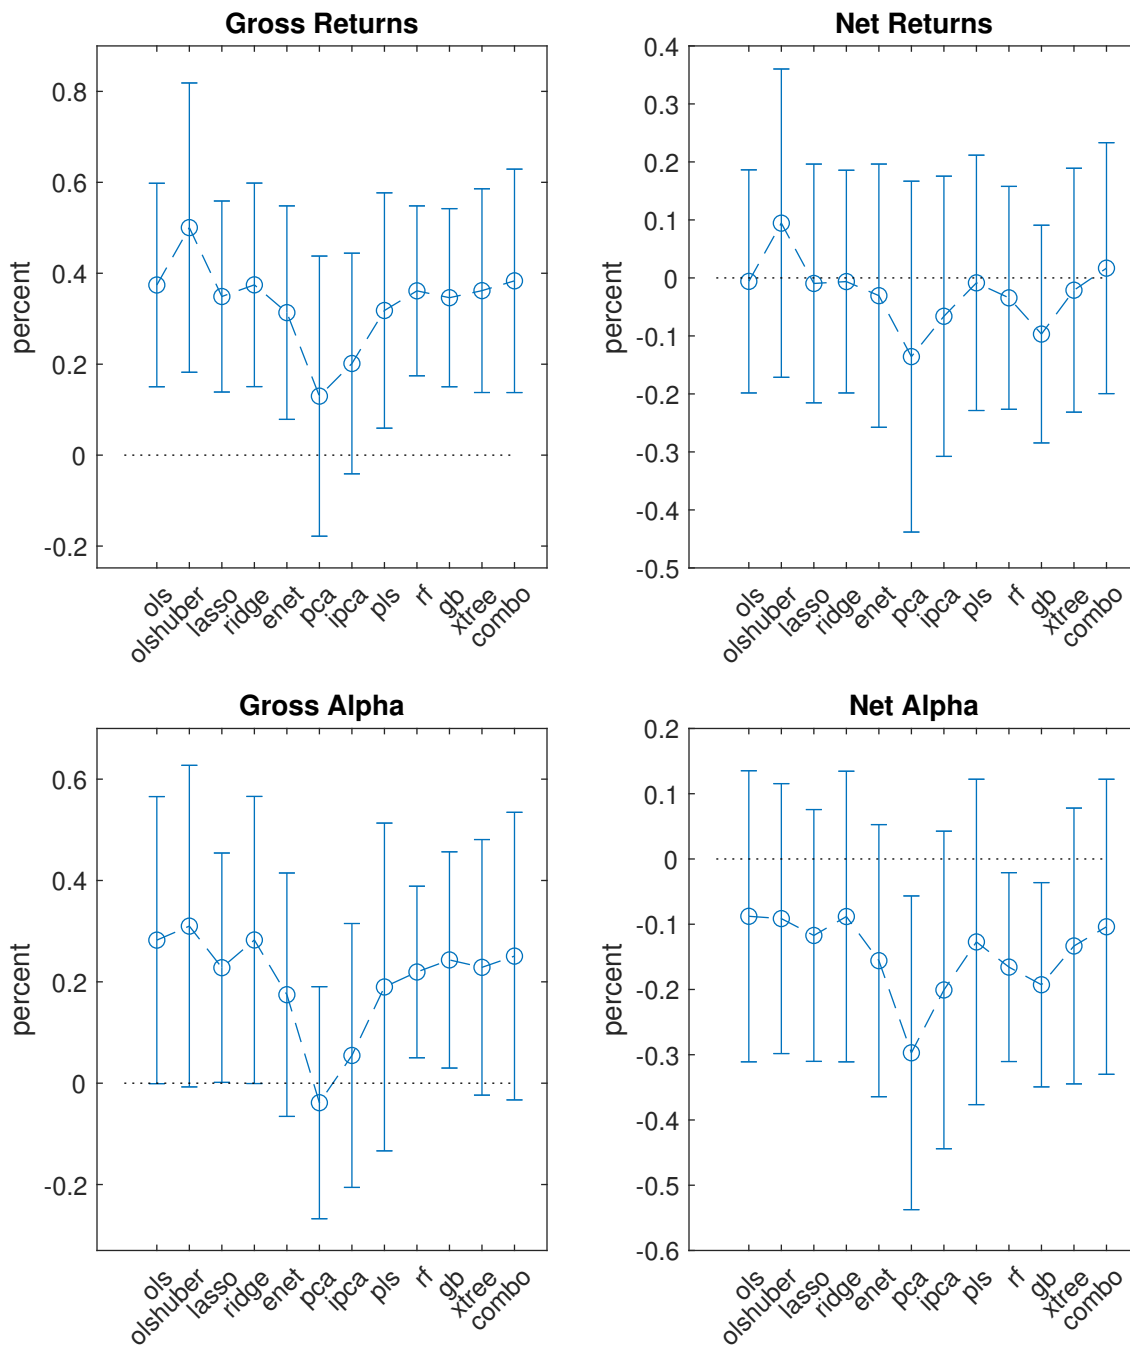 Gross Returns
percent
0.8
0.6
0.4
0.2
0
-0.2
ols
olshuber
lasso
ridge
enet
pca
ipca
pls
rf
gb
xtree
combo
Net Returns
percent
0.4
0.3
0.2
0.1
0
-0.1
-0.2
-0.3
-0.4
-0.5
ols
olshuber
lasso
ridge
enet
pca
ipca
pls
rf
gb
xtree
combo
Gross Alpha
percent
0.6
0.4
0.2
0
-0.2
ols
olshuber
lasso
ridge
enet
pca
ipca
pls
rf
gb
xtree
combo
Net Alpha
percent
0.2
0.1
0
-0.1
-0.2
-0.3
-0.4
-0.5
-0.6
ols
olshuber
lasso
ridge
enet
pca
ipca
pls
rf
gb
xtree
combo